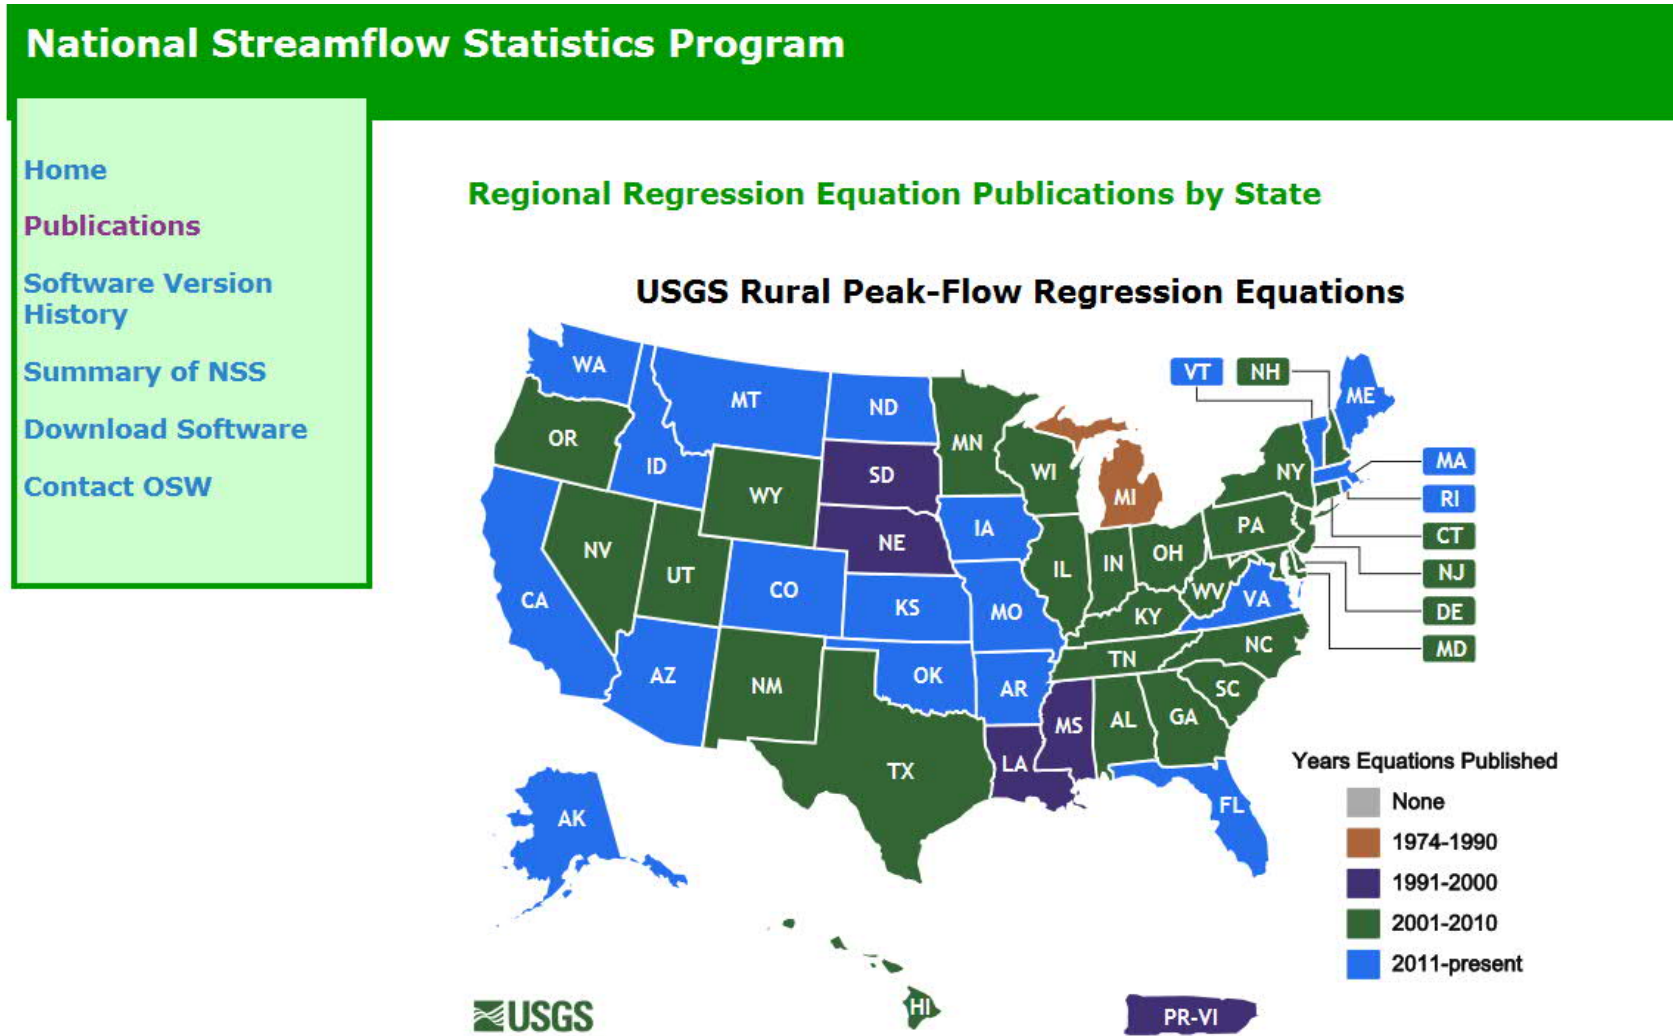 National Streamflow Statistics Program
Home
Publications
Software Version
History
Summary of NSS
Download Software
Contact OSW
Regional Regression Equation Publications by State
USGS Rural Peak-Flow Regression Equations
WA
MT
ND
MN
VT
NH
ME
OR
ID
WY
SD
WI
MI
NY
MA
RI
NV
UT
CO
NE
IA
IL
IN
OH
PA
CT
NJ
CA
KS
MO
KY
WV
VA
DE
MD
AZ
NM
OK
AR
TN
NC
SC
TX
LA
MS
AL
GA
FL
AK
HI
PR-VI
Years Equations Published
None
1974-1990
1991-2000
2001-2010
2011-present
USGS